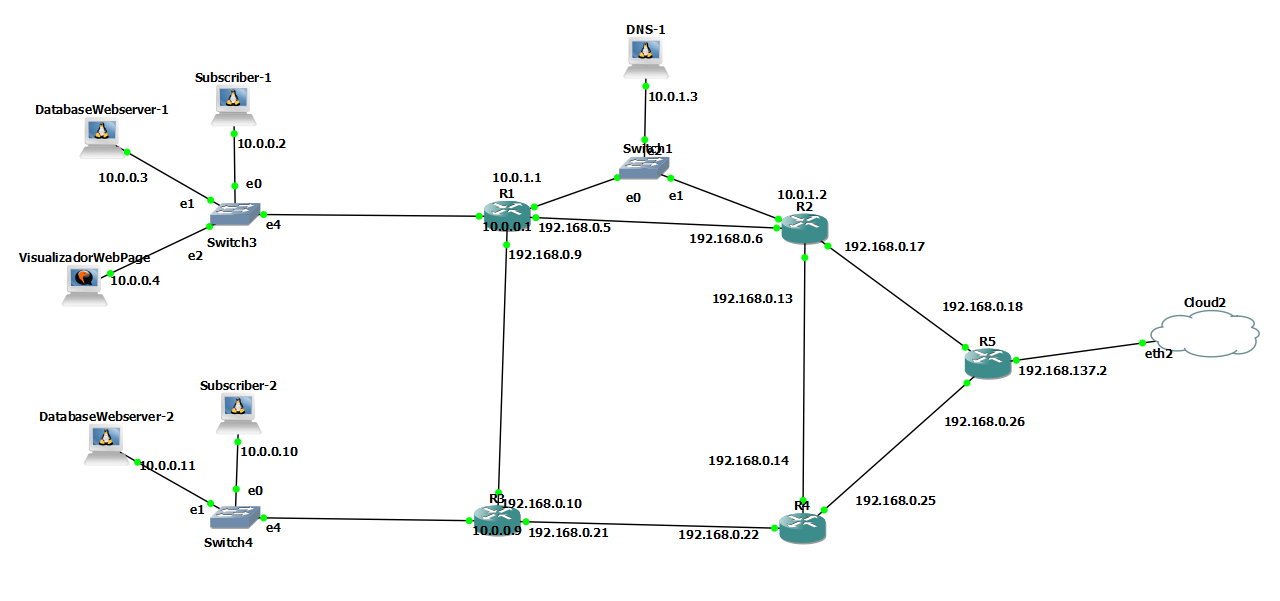 DNS-1
Subscriber-1
10.0.1.3
DatabaseWebserver-1
10.0.0.2
Switch1
e2
10.0.0.3
10.0.1.1
e0
R1
e0
e1
10.0.1.2
R2
e1
e4
10.0.0.1
192.168.0.5
192.168.0.6
192.168.0.17
Switch3
e2
VisualizadorWebPage
10.0.0.4
192.168.0.9
192.168.0.13
192.168.0.18
Cloud2
R5
eth2
192.168.137.2
Subscriber-2
DatabaseWebserver-2
192.168.0.26
10.0.0.10
10.0.0.11
192.168.0.14
e0
e1
R3
192.168.0.10
R4
192.168.0.25
e4
10.0.0.9
192.168.0.21
192.168.0.22
Switch4